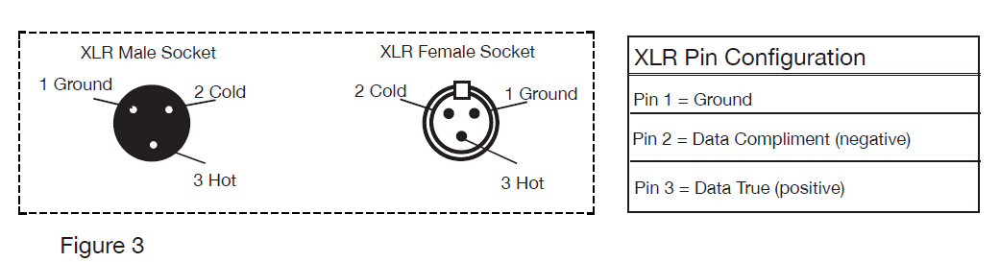 XLR Male Socket
1 Ground
2 Cold
3 Hot
XLR Female Socket
2 Cold
1 Ground
3 Hot
XLR Pin Configuration
Pin 1 = Ground
Pin 2 = Data Compliment (negative)
Pin 3 = Data True (positive)
Figure 3